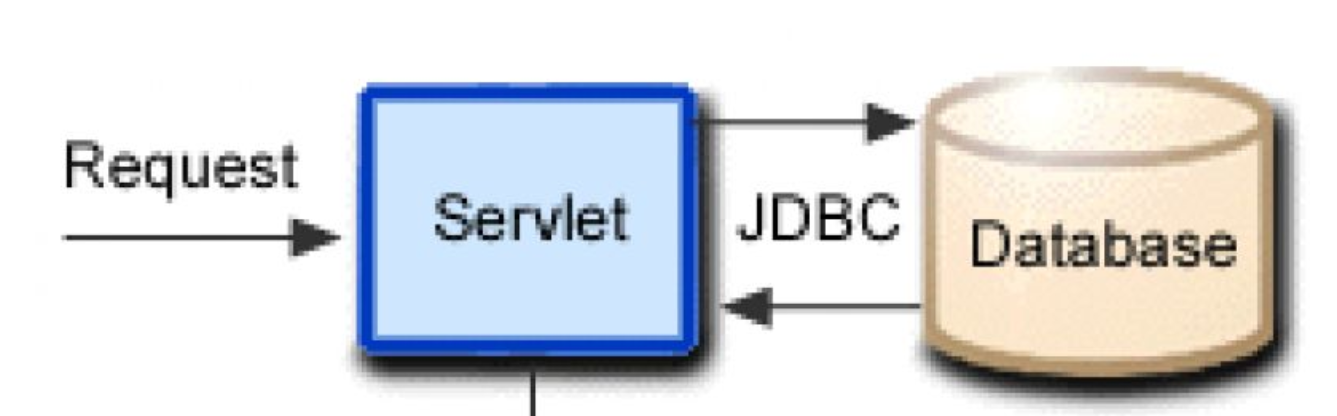 Request
Servlet
JDBC
Database